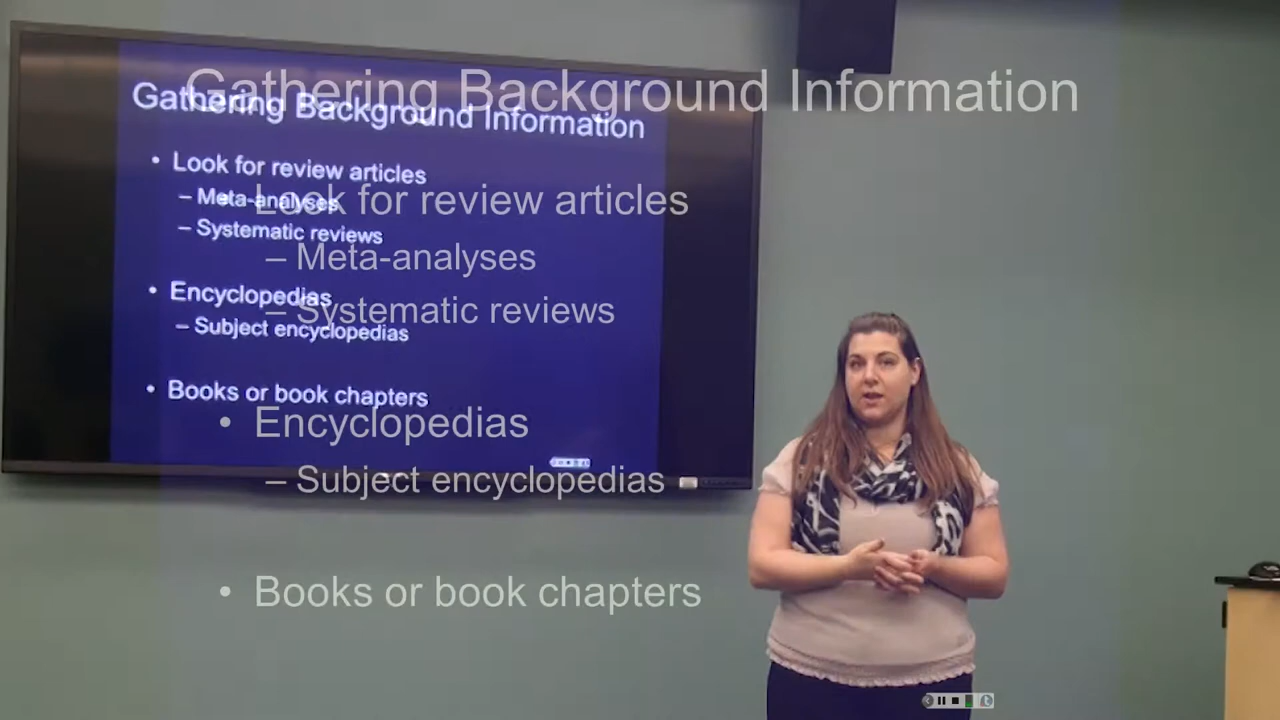 Gathering Background Information
• Look for review articles
– Meta-analyses
– Systematic reviews
• Encyclopedias
– Subject encyclopedias
• Books or book chapters
Gathering Background Information
• Look for review articles
– Meta-analyses
– Systematic reviews
• Encyclopedias
– Subject encyclopedias
• Books or book chapters